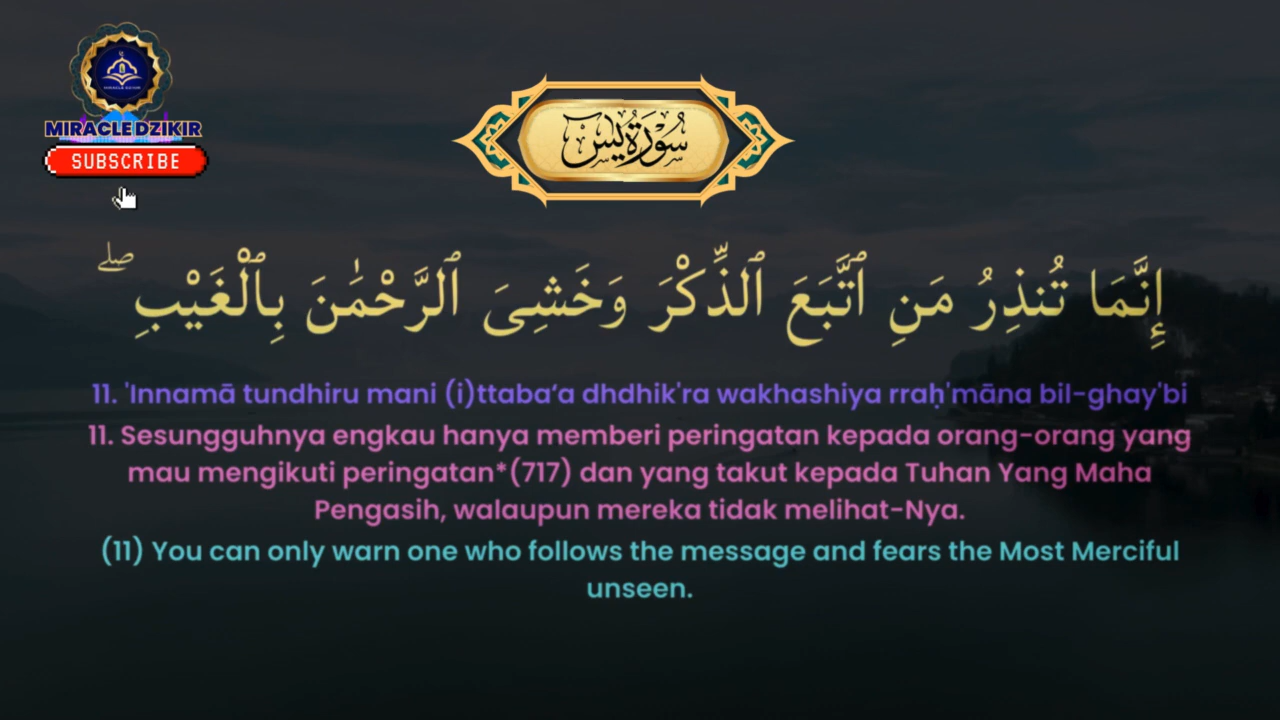 MIRACLE DZIKIR
MIRACLE DZIKIR
SUBSCRIBE
سُوْرَةُ يٰسٓ
إِنَّمَا تُنذِرُ مَنِ ٱتَّبَعَ ٱلذِّكْرَ وَخَشِىَ ٱلرَّحْمَٰنَ بِٱلْغَيْبِ ۖ
11. 'Innamā tundhiru mani (i)ttaba‘a dhdhik'ra wakhashiya rraḥ'māna bil-ghay'bi
11. Sesungguhnya engkau hanya memberi peringatan kepada orang-orang yang
mau mengikuti peringatan*(717) dan yang takut kepada Tuhan Yang Maha
Pengasih, walaupun mereka tidak melihat-Nya.
(11) You can only warn one who follows the message and fears the Most Merciful
unseen.